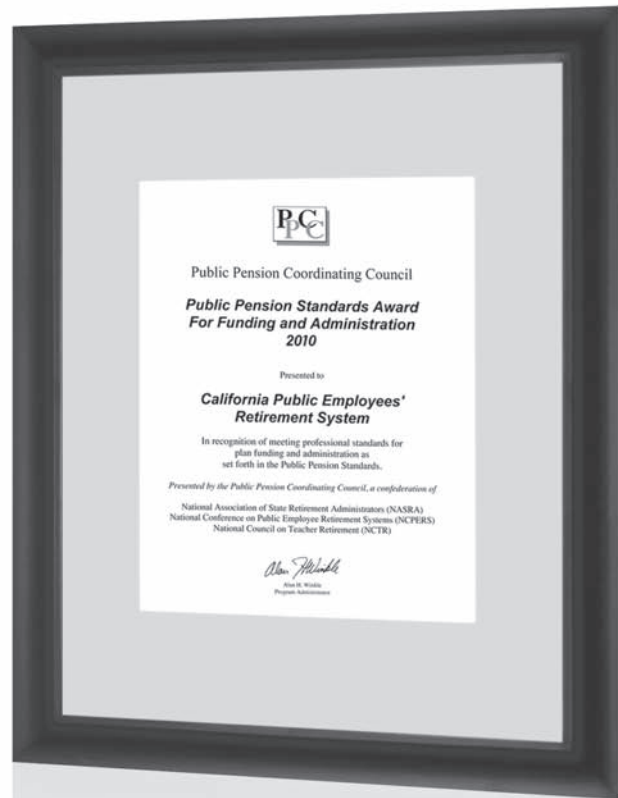 PPCC
Public Pension Coordinating Council
Public Pension Standards Award
For Funding and Administration
2010
Presented to
California Public Employees'
Retirement System
In recognition of meeting professional standards for
plan funding and administration as
set forth in the Public Pension Standards.
Presented by the Public Pension Coordinating Council, a confederation of
National Association of State Retirement Administrators (NASRA)
National Conference on Public Employee Retirement Systems (NCPERS)
National Council on Teacher Retirement (NCTR)
Alan H. Winkle
Alan H. Winkle
Program Administrator